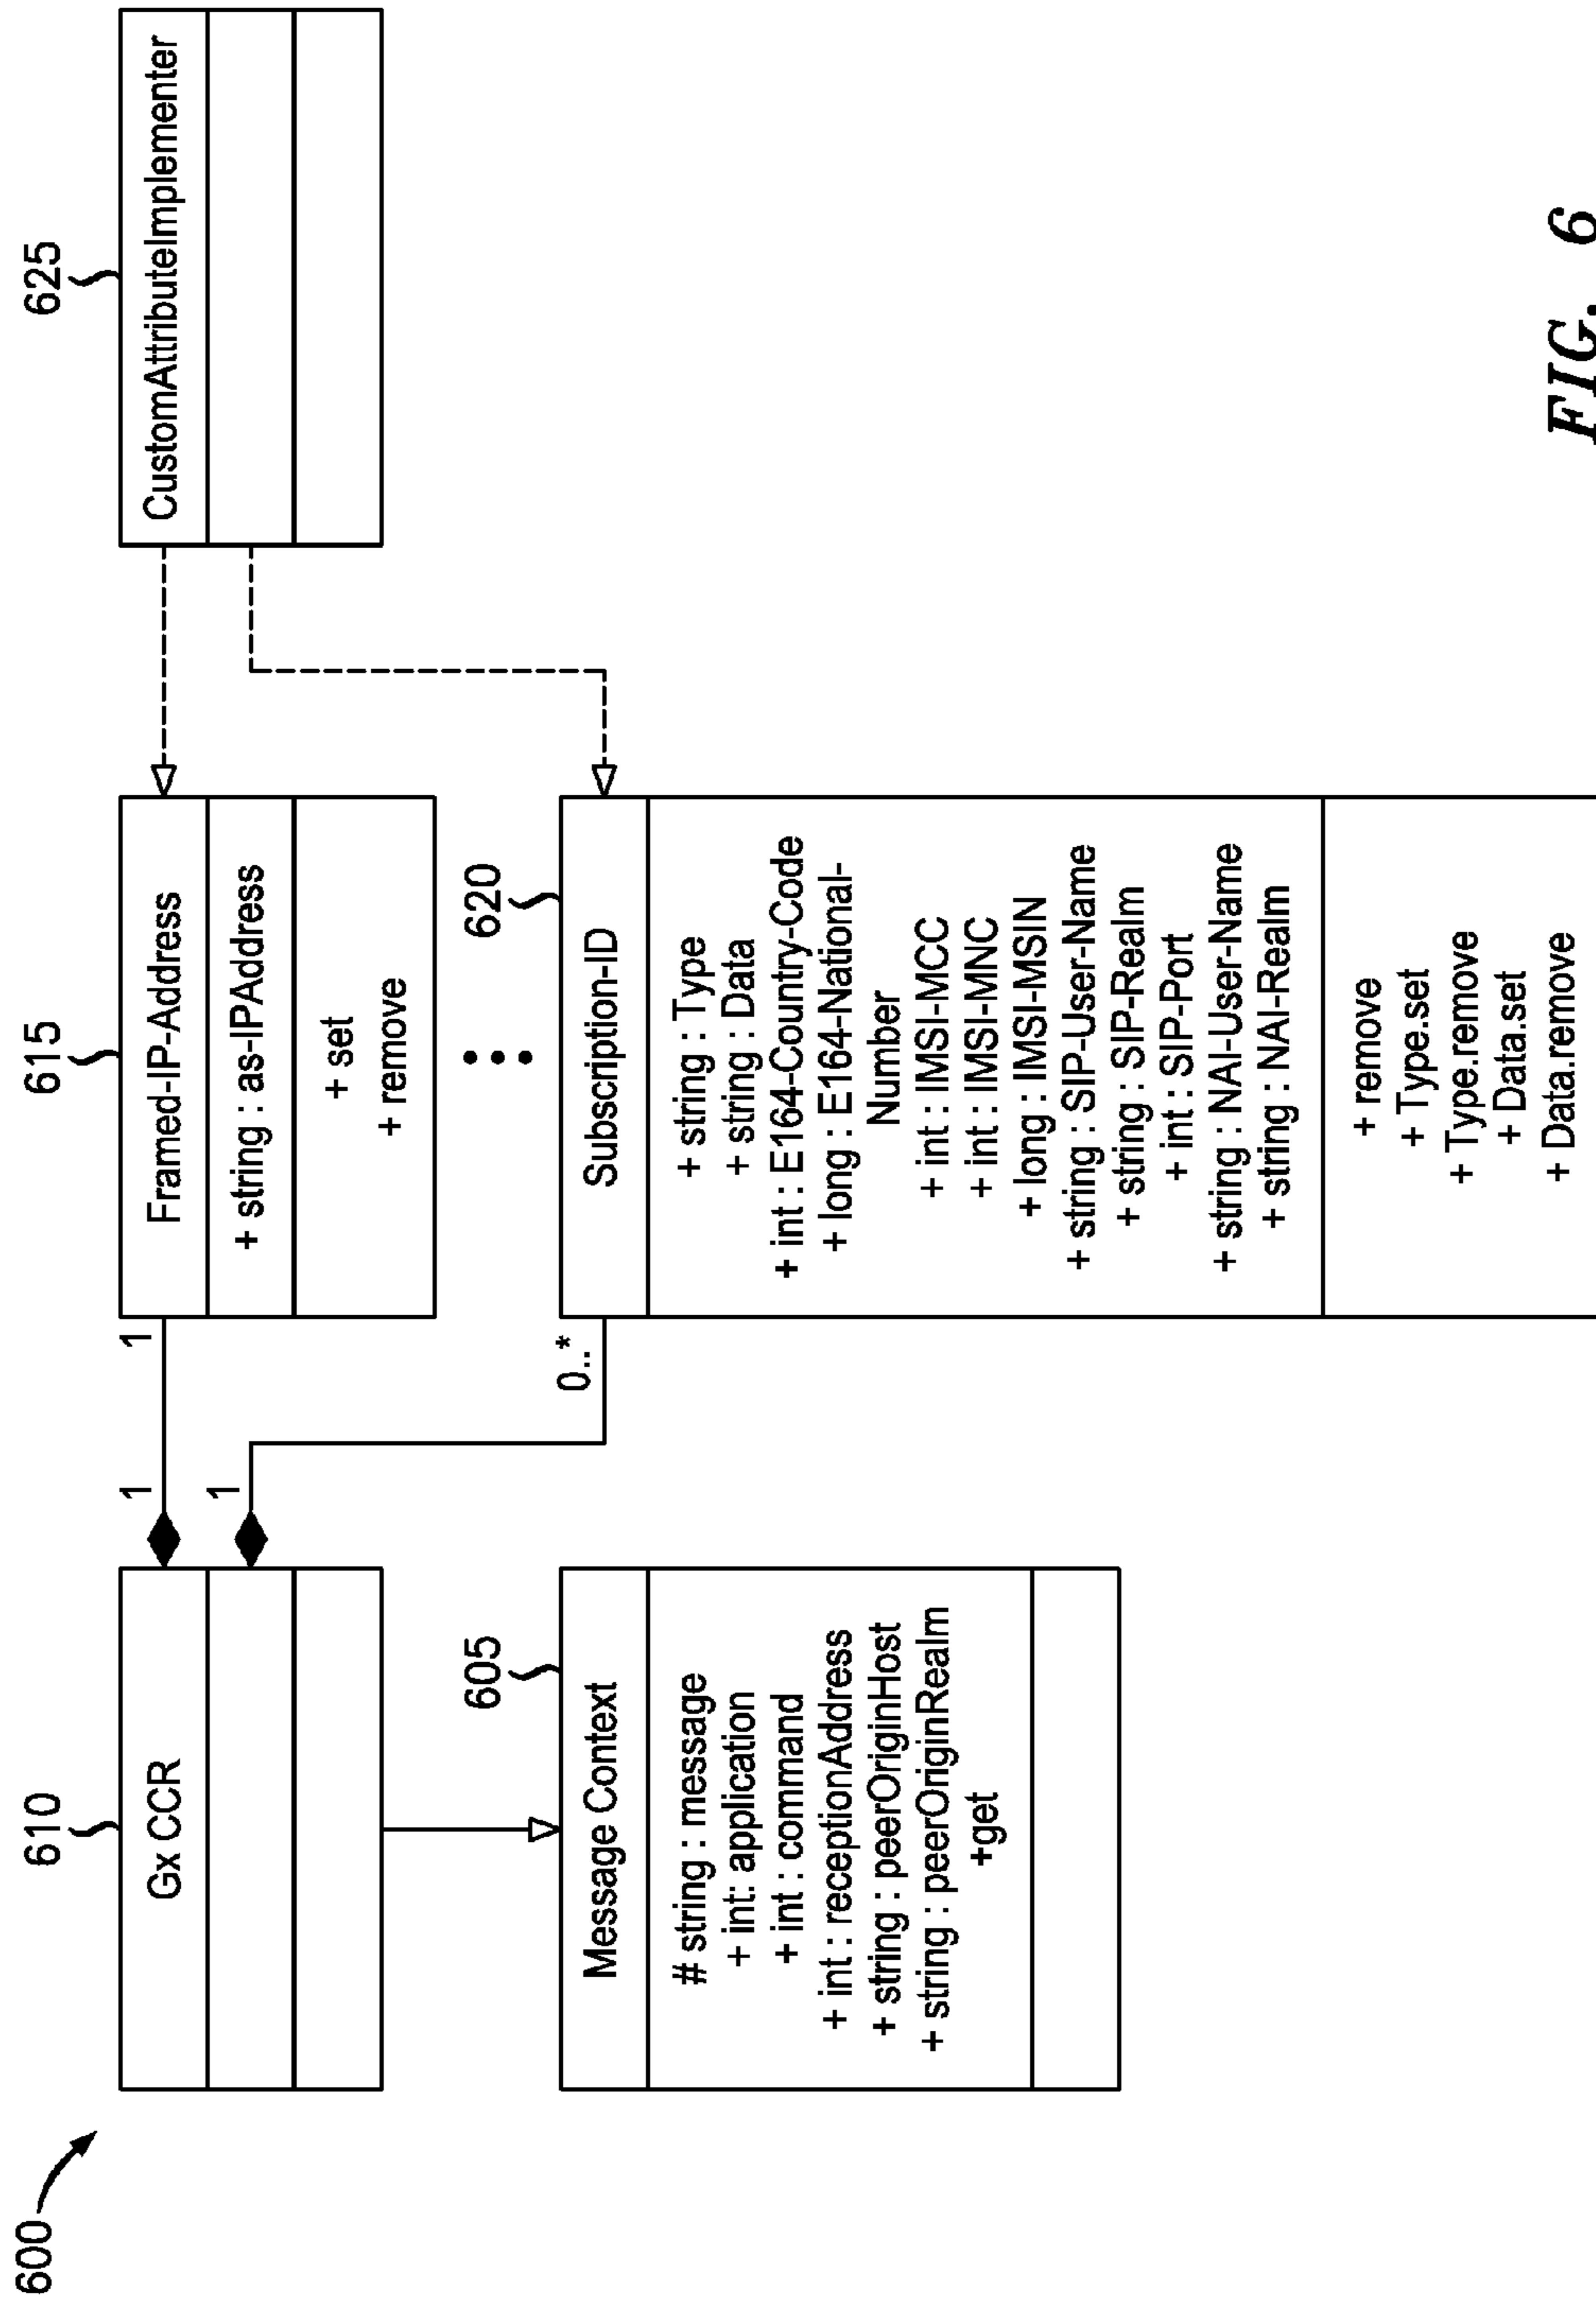 600
610
615
625
Gx CCR
1
1
Framed-IP-Address
CustomAttributeImplementer
1
+ string : as-IPAddress
+ set
+ remove
605
620
Message Context
0..*
Subscription-ID
# string : message
+ int: application
+ int : command
+ int : receptionAddress
+ string : peerOriginHost
+ string : peerOriginRealm
+get
+ string : Type
+ string : Data
+ int : E164-Country-Code
+ long : E164-National-
Number
+ int : IMSI-MCC
+ int : IMSI-MNC
+ long : IMSI-MSIN
+ string : SIP-User-Name
+ string : SIP-Realm
+ int : SIP-Port
+ string : NAI-User-Name
+ string : NAI-Realm
+ remove
+ Type.set
+ Type.remove
+ Data.set
+ Data.remove
FIG. 6